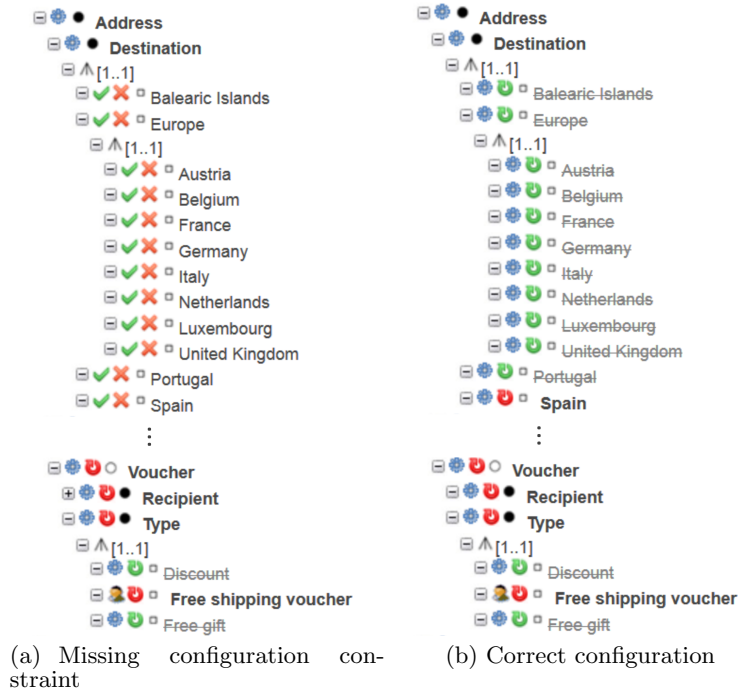 Address
Destination
[1..1]
Balearic Islands
Europe
[1..1]
Austria
Belgium
France
Germany
Italy
Netherlands
Luxembourg
United Kingdom
Portugal
Spain
Voucher
Recipient
Type
[1..1]
Discount
Free shipping voucher
Free gift
(a) Missing configuration con-
straint
Address
Destination
[1..1]
Balearic Islands
Europe
[1..1]
Austria
Belgium
France
Germany
Italy
Netherlands
Luxembourg
United Kingdom
Portugal
Spain
Voucher
Recipient
Type
[1..1]
Discount
Free shipping voucher
Free gift
(b) Correct configuration